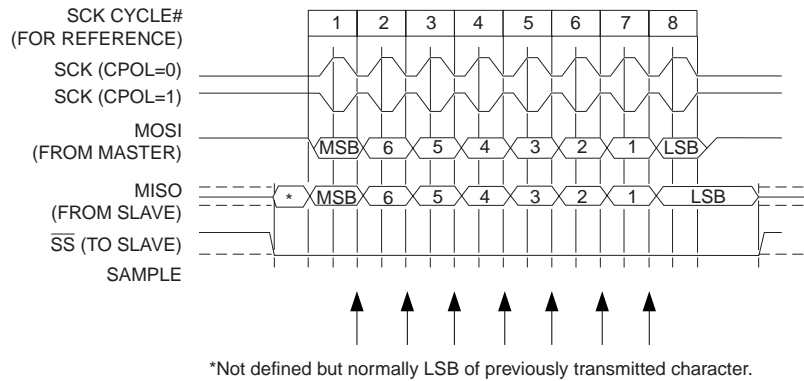 SCK CYCLE#
(FOR REFERENCE)
1 2 3 4 5 6 7 8
SCK (CPOL=0)
SCK (CPOL=1)
MOSI
(FROM MASTER)
MSB 6 5 4 3 2 1 LSB
MISO
(FROM SLAVE)
* MSB 6 5 4 3 2 1 LSB
SS (TO SLAVE)
SAMPLE
*Not defined but normally LSB of previously transmitted character.